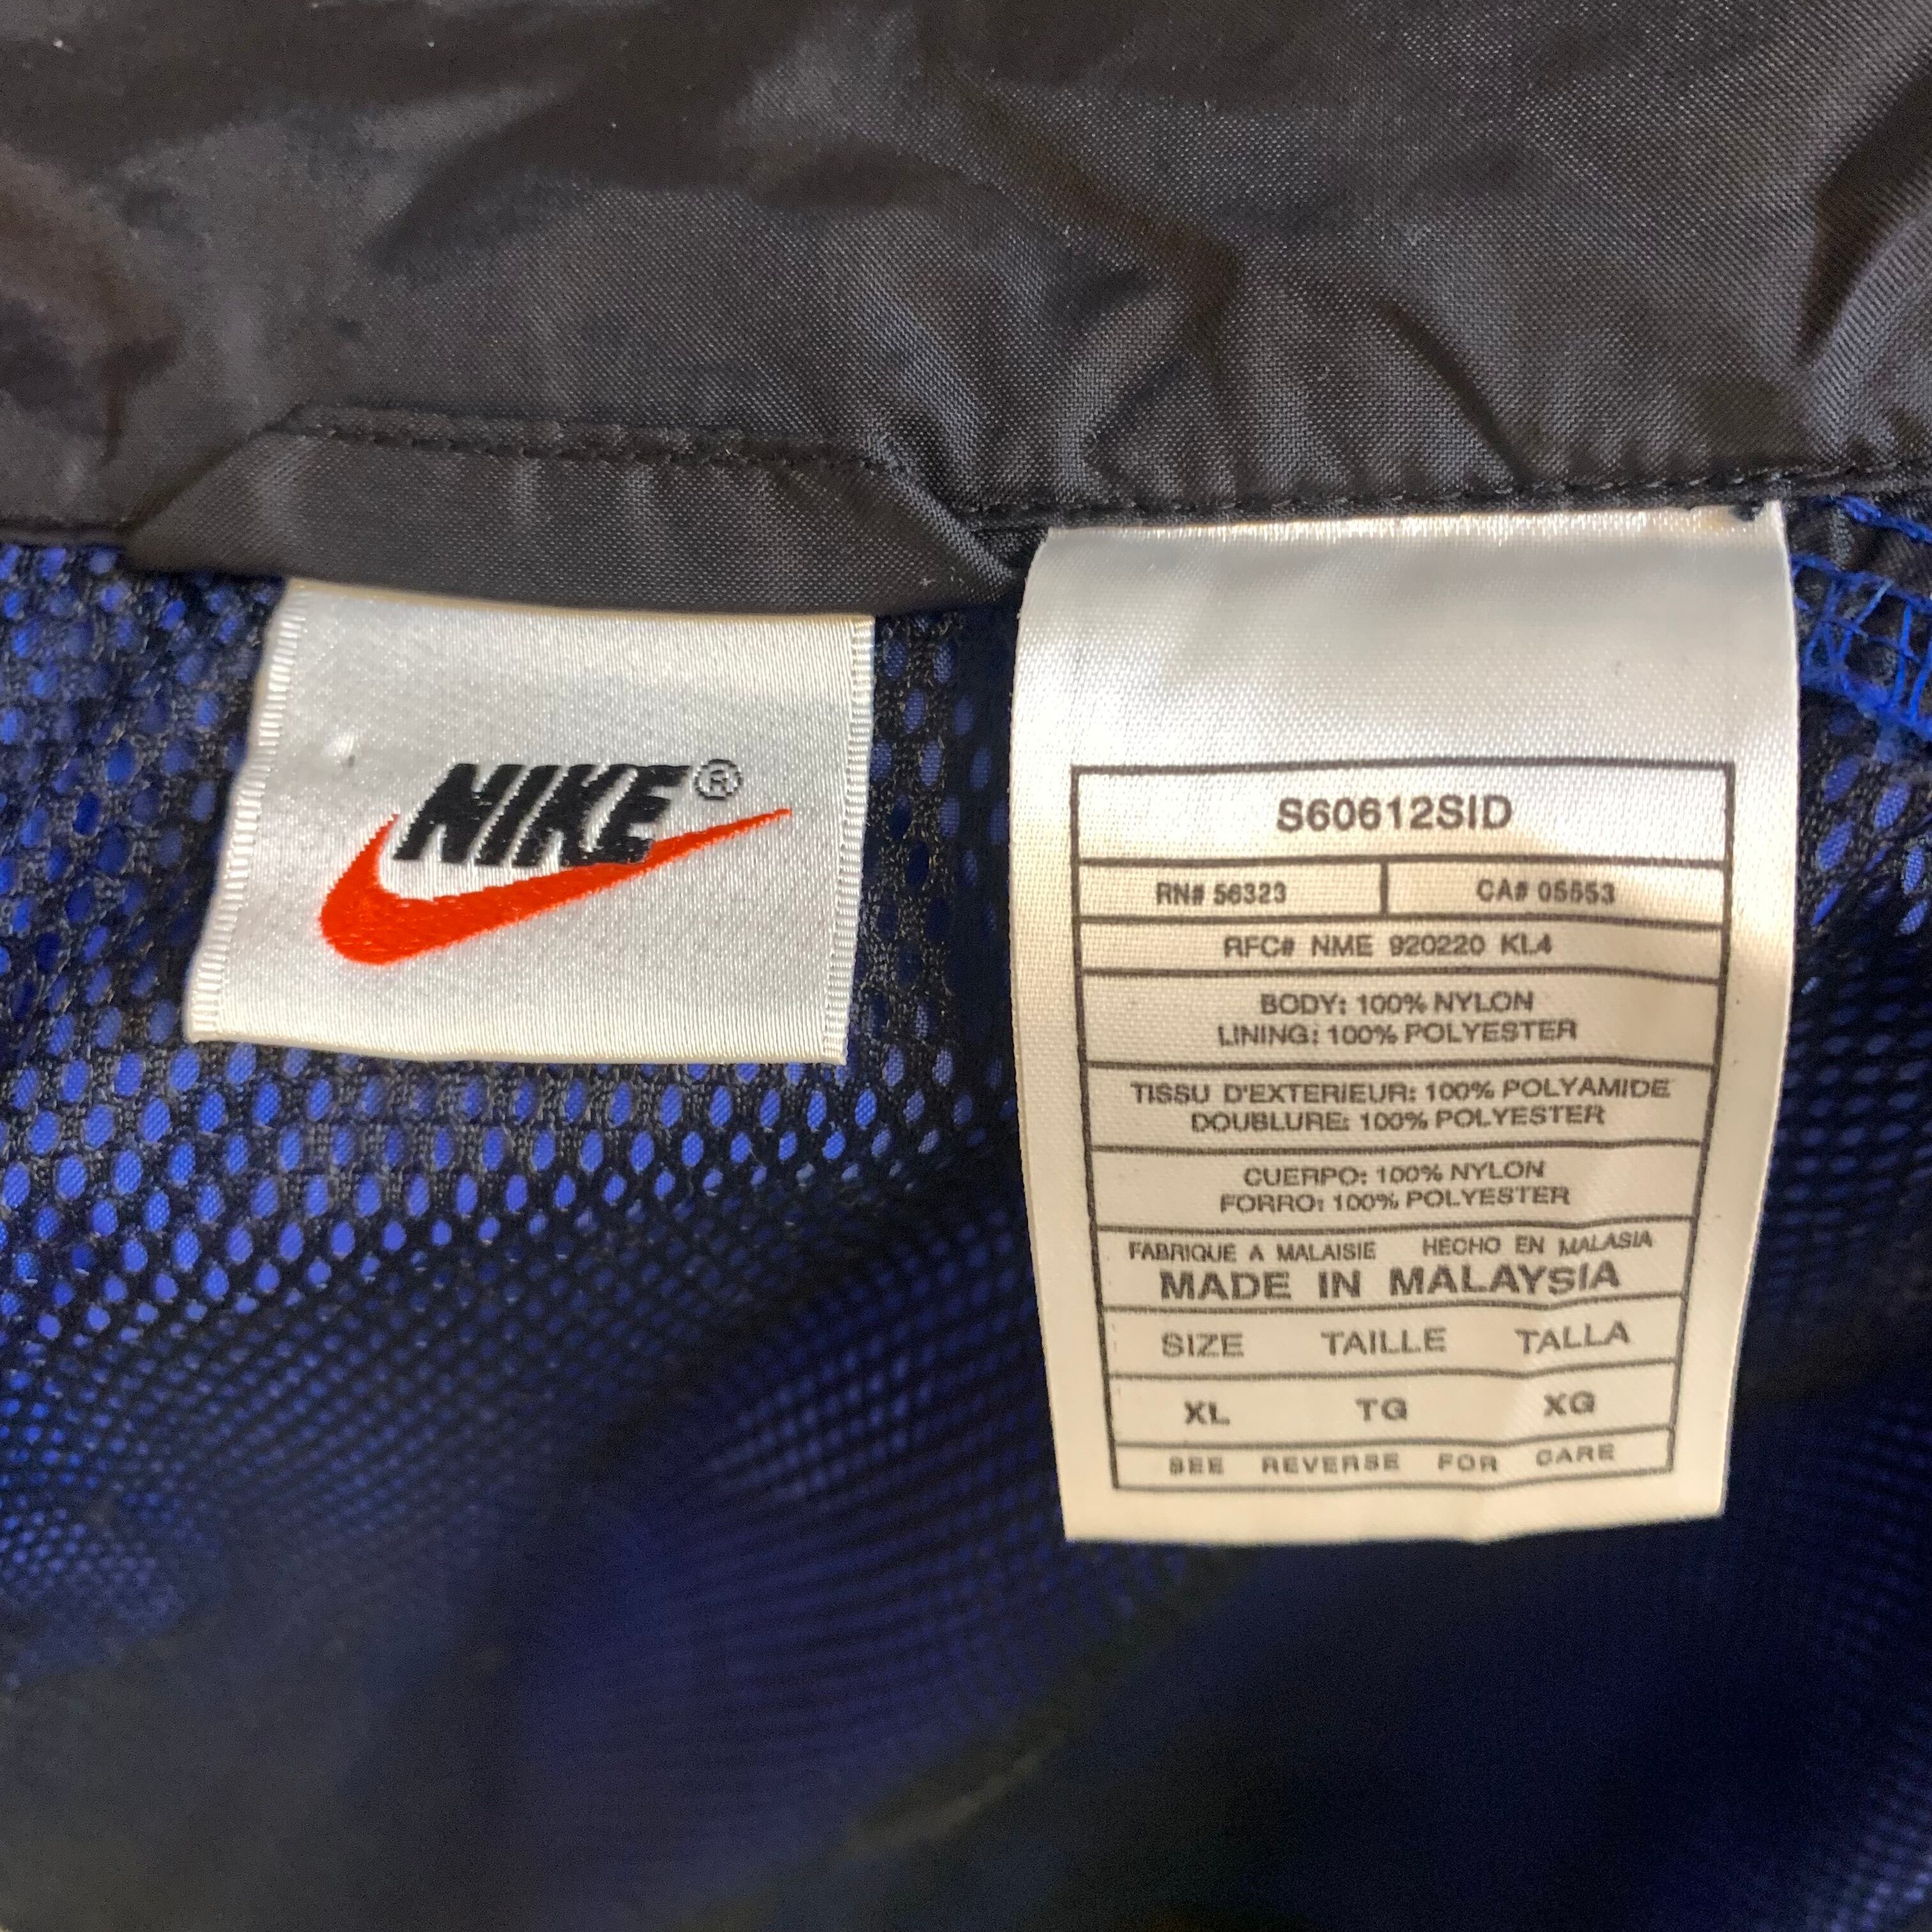 NIKE®
S60612SID
RN# 56323 CA# 05553
RFC# NME 920220 KL4
BODY: 100% NYLON
LINING: 100% POLYESTER
TISSU D'EXTERIEUR: 100% POLYAMIDE
DOUBLURE: 100% POLYESTER
CUERPO: 100% NYLON
FORRO: 100% POLYESTER
FABRIQUE A MALAISIE HECHO EN MALASIA
MADE IN MALAYSIA
SIZE TAILLE TALLA
XL TG XG
SEE REVERSE FOR CARE